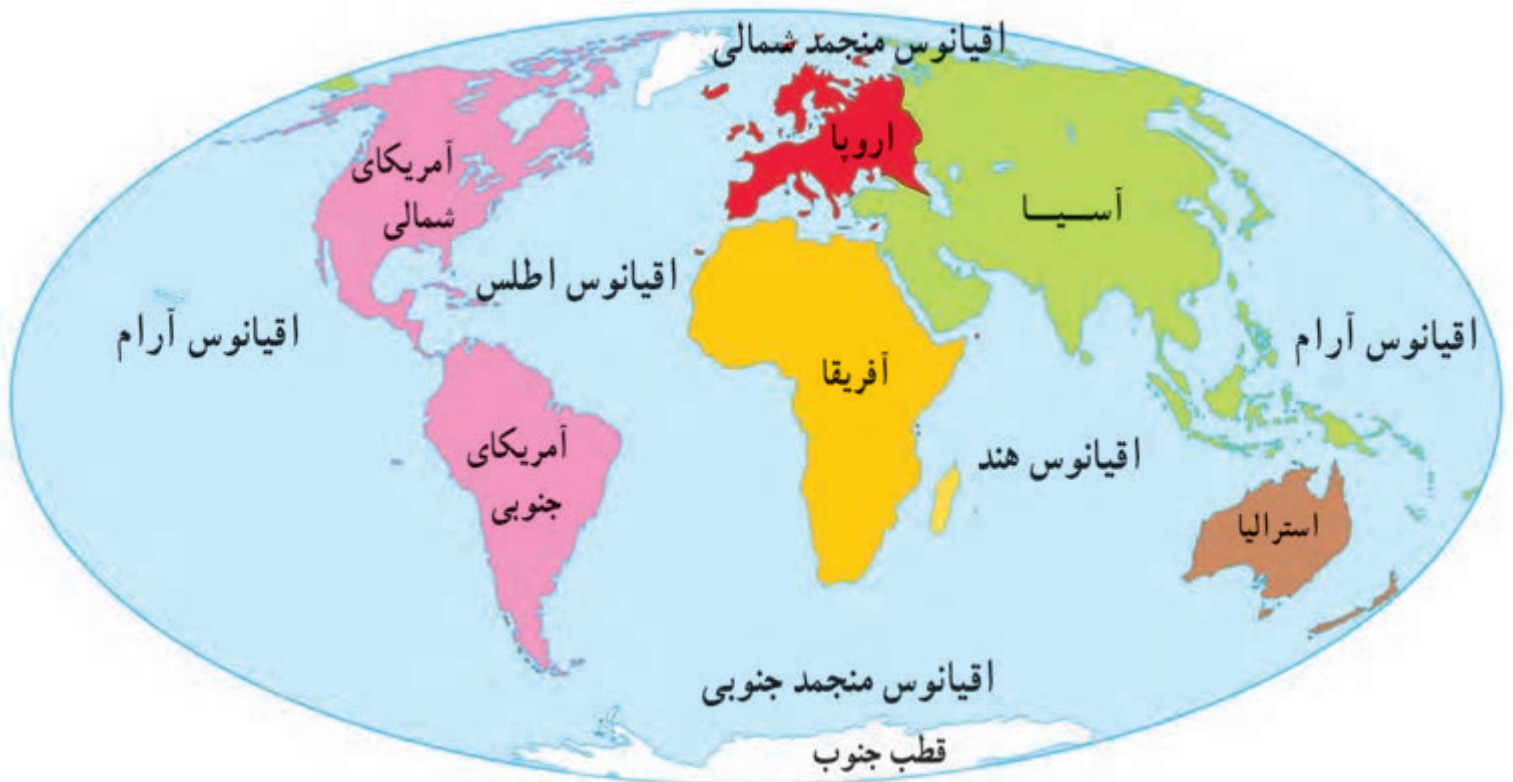 اقیانوس منجمد شمالی
اروپا
آمریکای
شمالی
آسیا
اقیانوس اطلس
اقیانوس آرام
اقیانوس آرام
آفریقا
آمریکای
جنوبی
اقیانوس هند
استرالیا
اقیانوس منجمد جنوبی
قطب جنوب